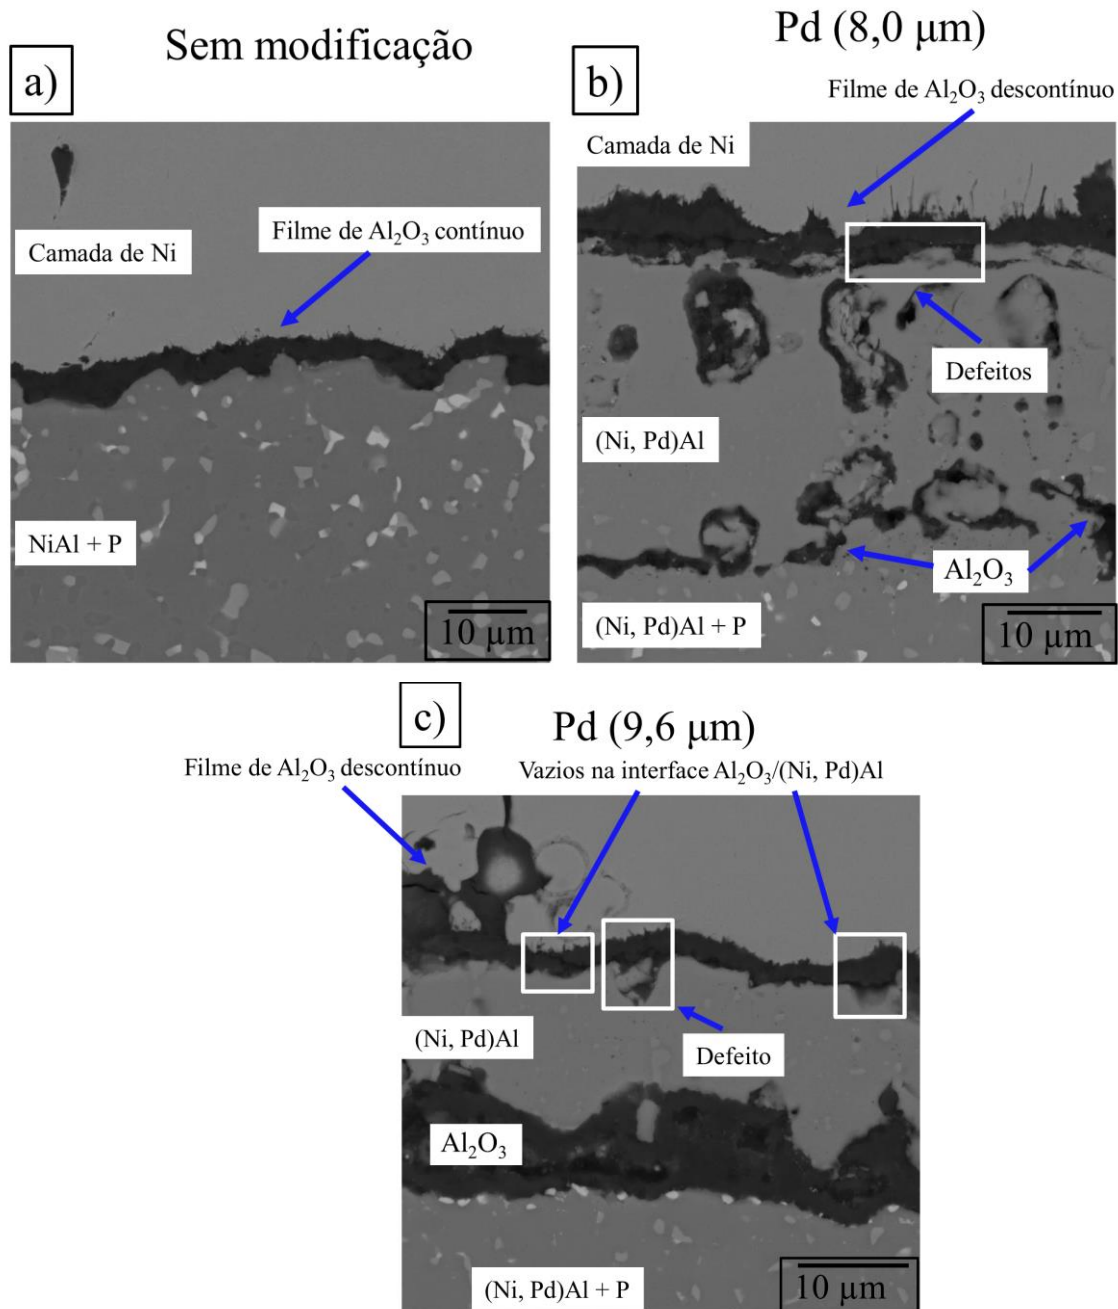 Sem modificação
a)
Camada de Ni
Filme de Al₂O₃ contínuo
NiAl + P
10 μm
Pd (8,0 μm)
b)
Filme de Al₂O₃ descontínuo
Camada de Ni
Defeitos
(Ni, Pd)Al
Al₂O₃
(Ni, Pd)Al + P
10 μm
c)
Pd (9,6 μm)
Filme de Al₂O₃ descontínuo
Vazios na interface Al₂O₃/(Ni, Pd)Al
(Ni, Pd)Al
Defeito
Al₂O₃
(Ni, Pd)Al + P
10 μm